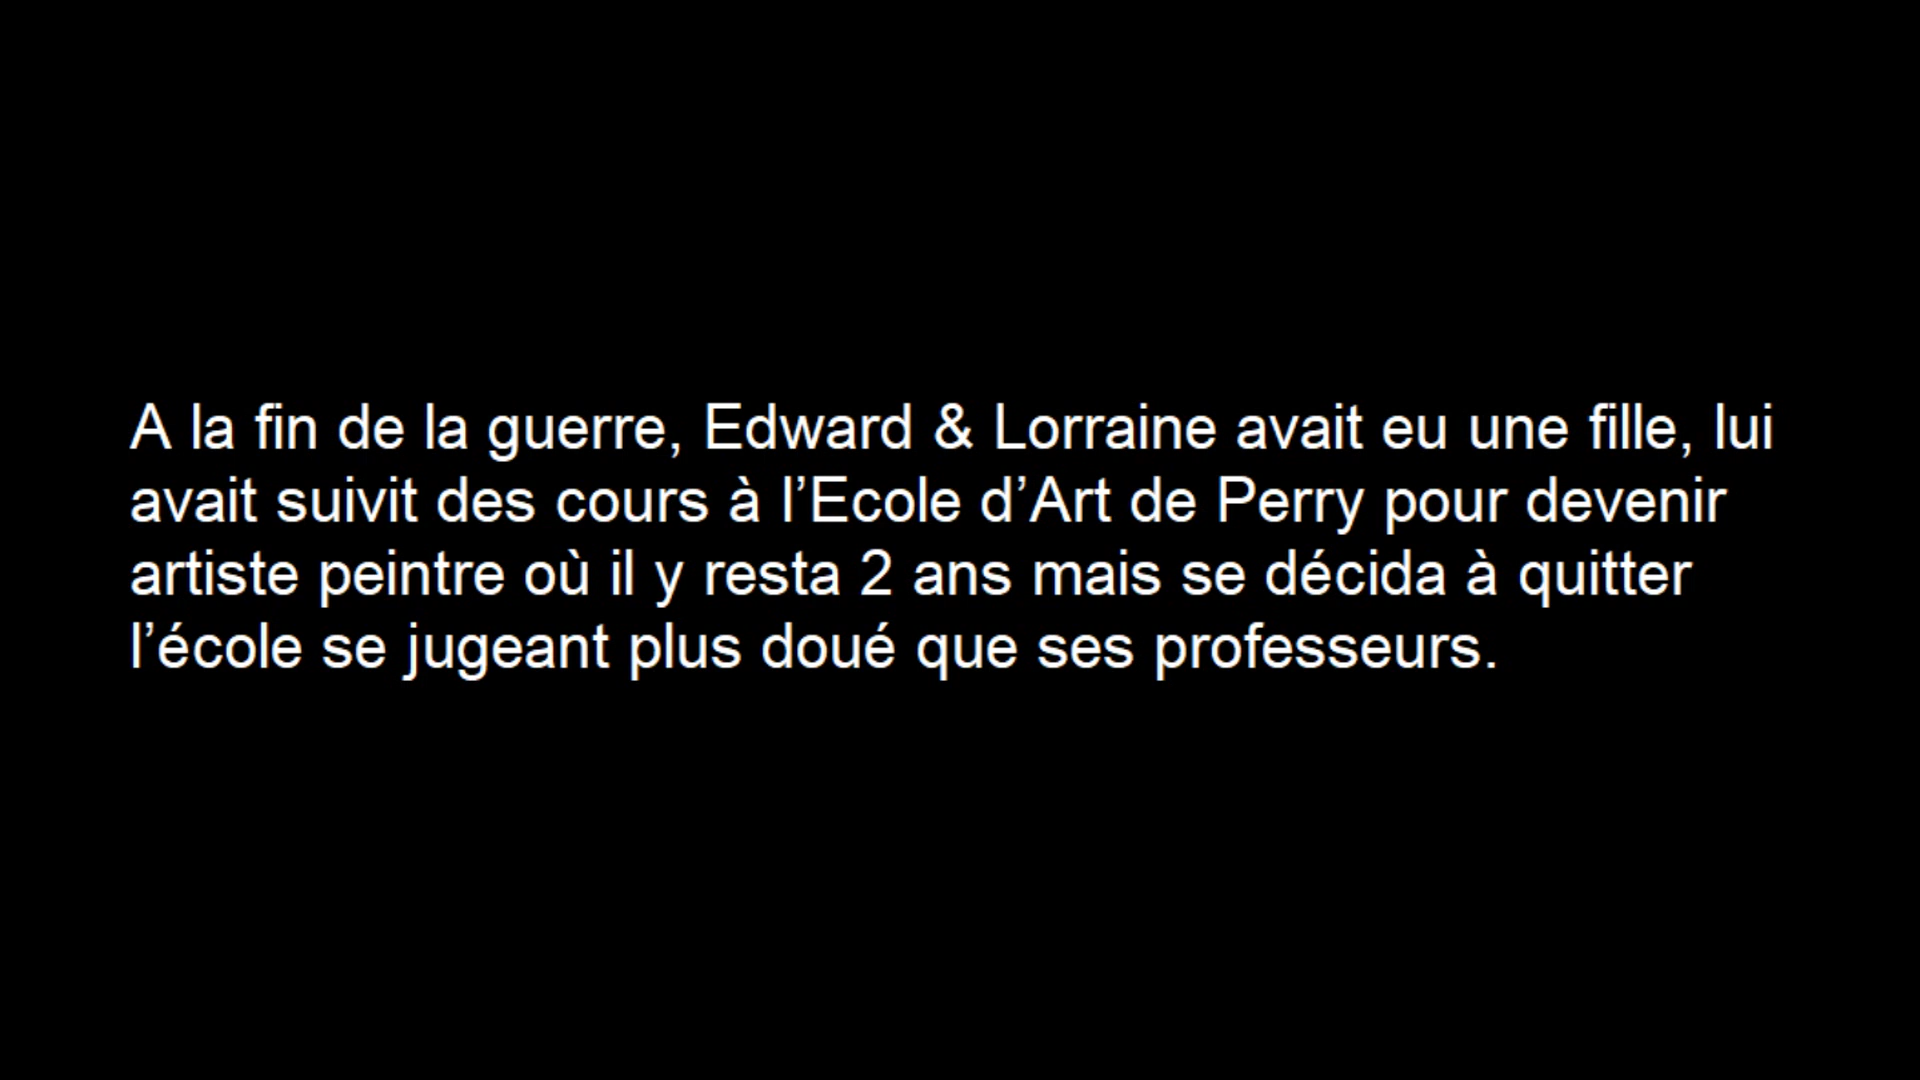 A la fin de la guerre, Edward & Lorraine avait eu une fille, lui
avait suivit des cours à l’Ecole d’Art de Perry pour devenir
artiste peintre où il y resta 2 ans mais se décida à quitter
l’école se jugeant plus doué que ses professeurs.